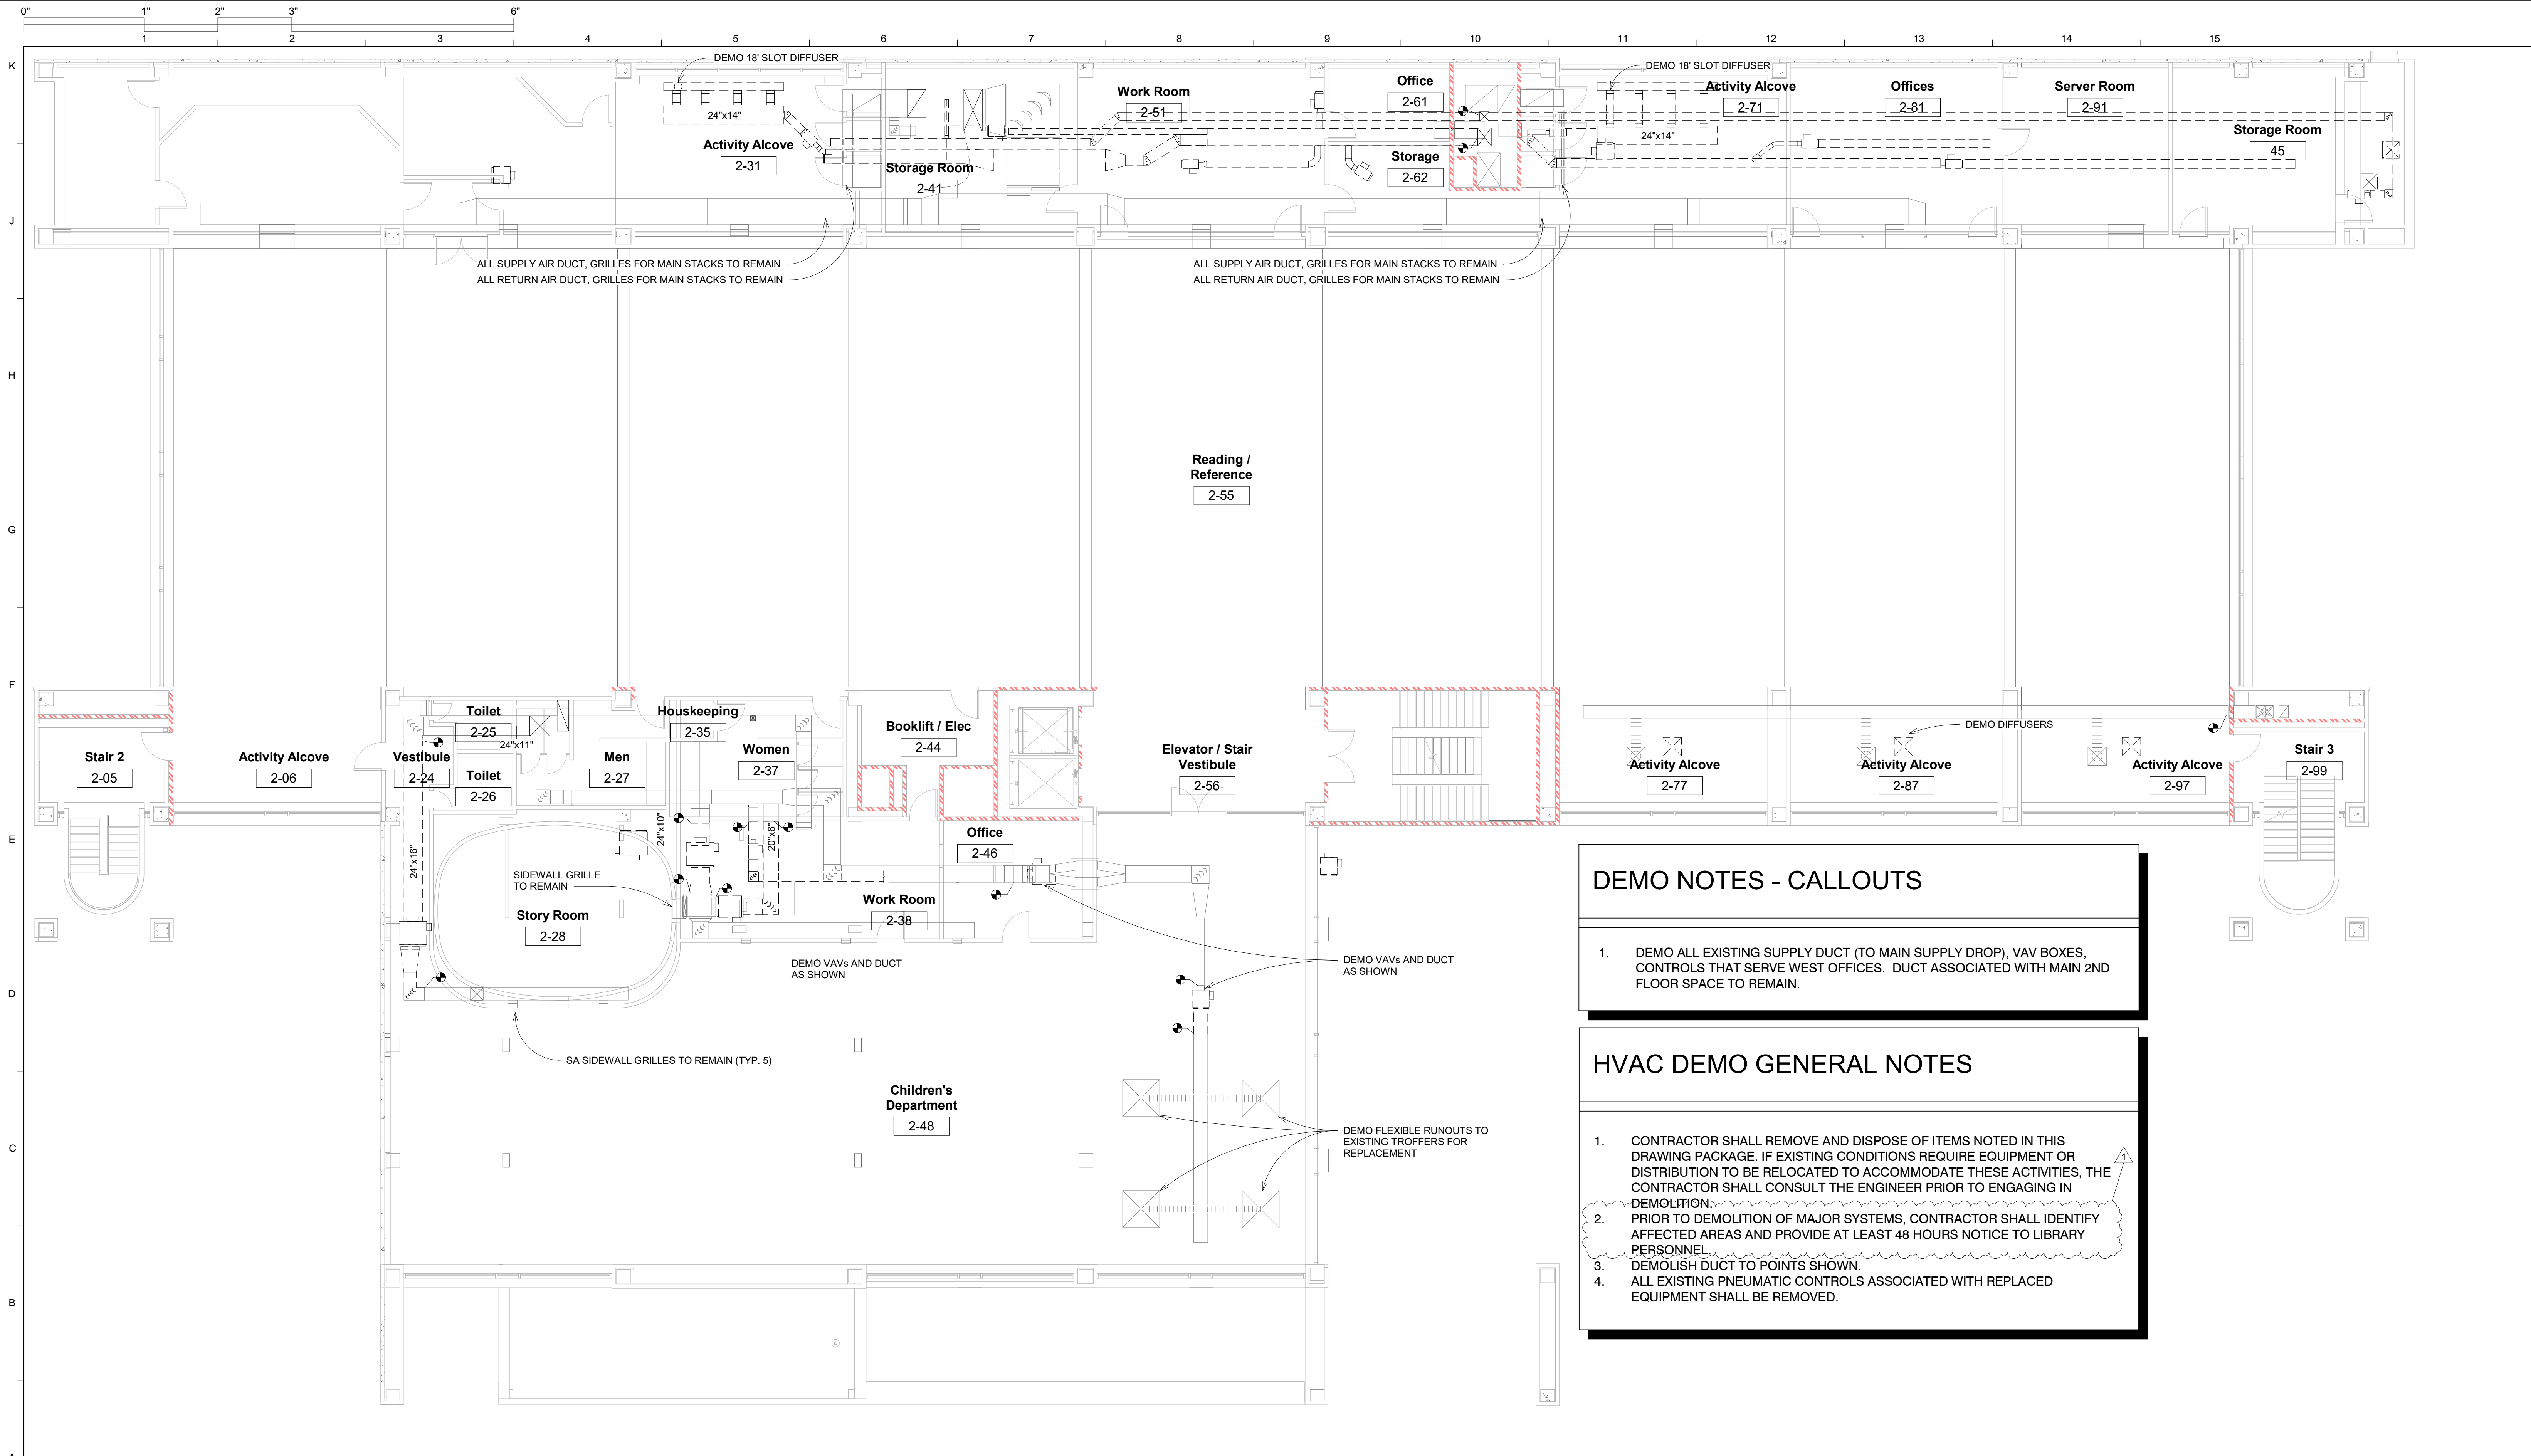 0"
1"
2"
3"
6"
1
2
3
4
5
6
7
8
9
10
11
12
13
14
15
K
J
H
G
F
E
D
C
B
A
DEMO 18' SLOT DIFFUSER
24"x14"
Activity Alcove
2-31
Storage Room
2-41
Work Room
2-51
Office
2-61
Storage
2-62
DEMO 18' SLOT DIFFUSER
24"x14"
Activity Alcove
2-71
Offices
2-81
Server Room
2-91
Storage Room
45
ALL SUPPLY AIR DUCT, GRILLES FOR MAIN STACKS TO REMAIN
ALL RETURN AIR DUCT, GRILLES FOR MAIN STACKS TO REMAIN
ALL SUPPLY AIR DUCT, GRILLES FOR MAIN STACKS TO REMAIN
ALL RETURN AIR DUCT, GRILLES FOR MAIN STACKS TO REMAIN
Reading /
Reference
2-55
Stair 2
2-05
Activity Alcove
2-06
Vestibule
2-24
Toilet
2-25
24"x11"
Toilet
2-26
Men
2-27
Houskeeping
2-35
Women
2-37
Booklift / Elec
2-44
Elevator / Stair
Vestibule
2-56
Activity Alcove
2-77
DEMO DIFFUSERS
Activity Alcove
2-87
Activity Alcove
2-97
Stair 3
2-99
24"x16"
24"x10"
20"x6"
Office
2-46
SIDEWALL GRILLE
TO REMAIN
Story Room
2-28
Work Room
2-38
DEMO VAVs AND DUCT
AS SHOWN
DEMO VAVs AND DUCT
AS SHOWN
SA SIDEWALL GRILLES TO REMAIN (TYP. 5)
Children's
Department
2-48
DEMO FLEXIBLE RUNOUTS TO
EXISTING TROFFERS FOR
REPLACEMENT
DEMO NOTES - CALLOUTS
1. DEMO ALL EXISTING SUPPLY DUCT (TO MAIN SUPPLY DROP), VAV BOXES,
CONTROLS THAT SERVE WEST OFFICES. DUCT ASSOCIATED WITH MAIN 2ND
FLOOR SPACE TO REMAIN.
HVAC DEMO GENERAL NOTES
1. CONTRACTOR SHALL REMOVE AND DISPOSE OF ITEMS NOTED IN THIS
DRAWING PACKAGE. IF EXISTING CONDITIONS REQUIRE EQUIPMENT OR
DISTRIBUTION TO BE RELOCATED TO ACCOMMODATE THESE ACTIVITIES, THE
CONTRACTOR SHALL CONSULT THE ENGINEER PRIOR TO ENGAGING IN
DEMOLITION.
1
2. PRIOR TO DEMOLITION OF MAJOR SYSTEMS, CONTRACTOR SHALL IDENTIFY
AFFECTED AREAS AND PROVIDE AT LEAST 48 HOURS NOTICE TO LIBRARY
PERSONNEL.
3. DEMOLISH DUCT TO POINTS SHOWN.
4. ALL EXISTING PNEUMATIC CONTROLS ASSOCIATED WITH REPLACED
EQUIPMENT SHALL BE REMOVED.